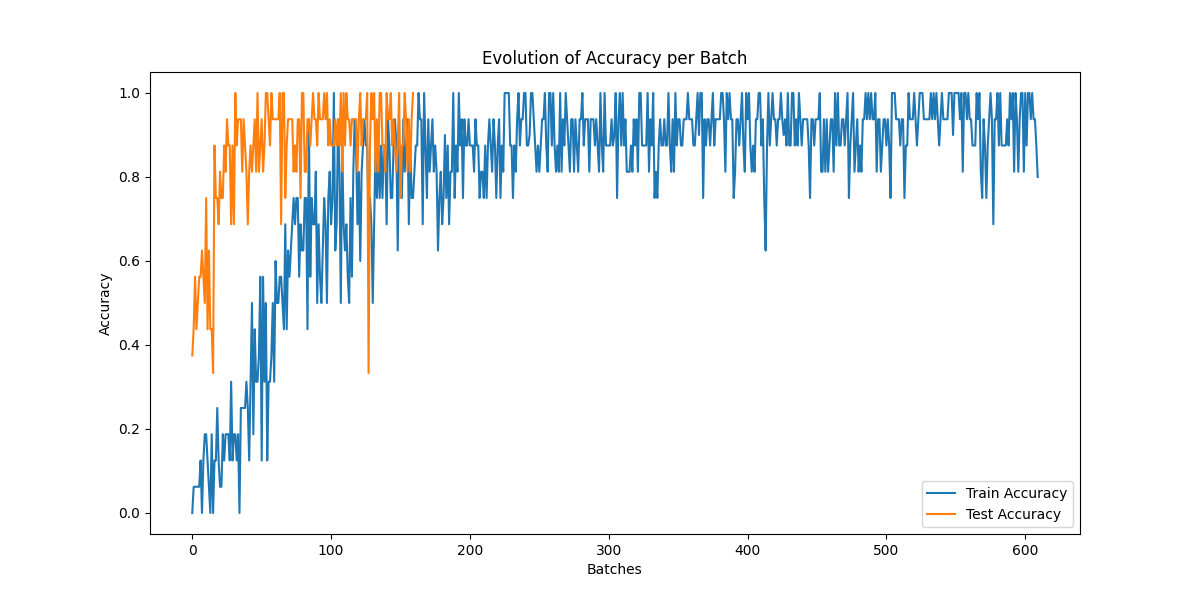 Evolution of Accuracy per Batch
1.0
0.8
0.6
0.4
0.2
0.0
Accuracy
0 100 200 300 400 500 600
Batches
Train Accuracy
Test Accuracy